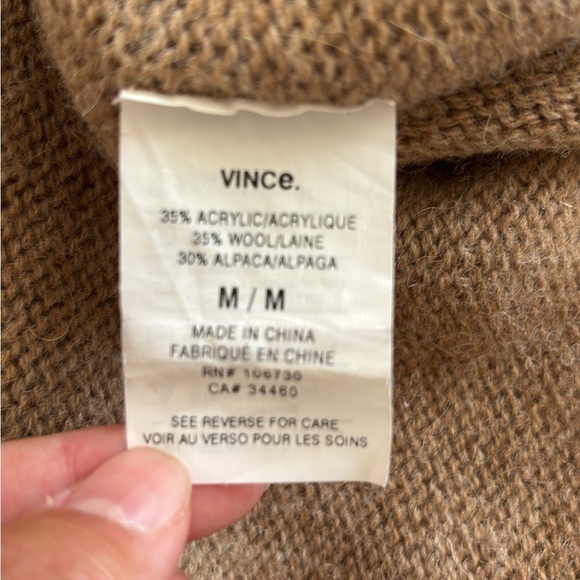 VINCe.
35% ACRYLIC/ACRYLIQUE
35% WOOL/LAINE
30% ALPACA/ALPAGA
M / M
MADE IN CHINA
FABRIQUÉ EN CHINE
RN# 106730
CA# 34460
SEE REVERSE FOR CARE
VOIR AU VERSO POUR LES SOINS